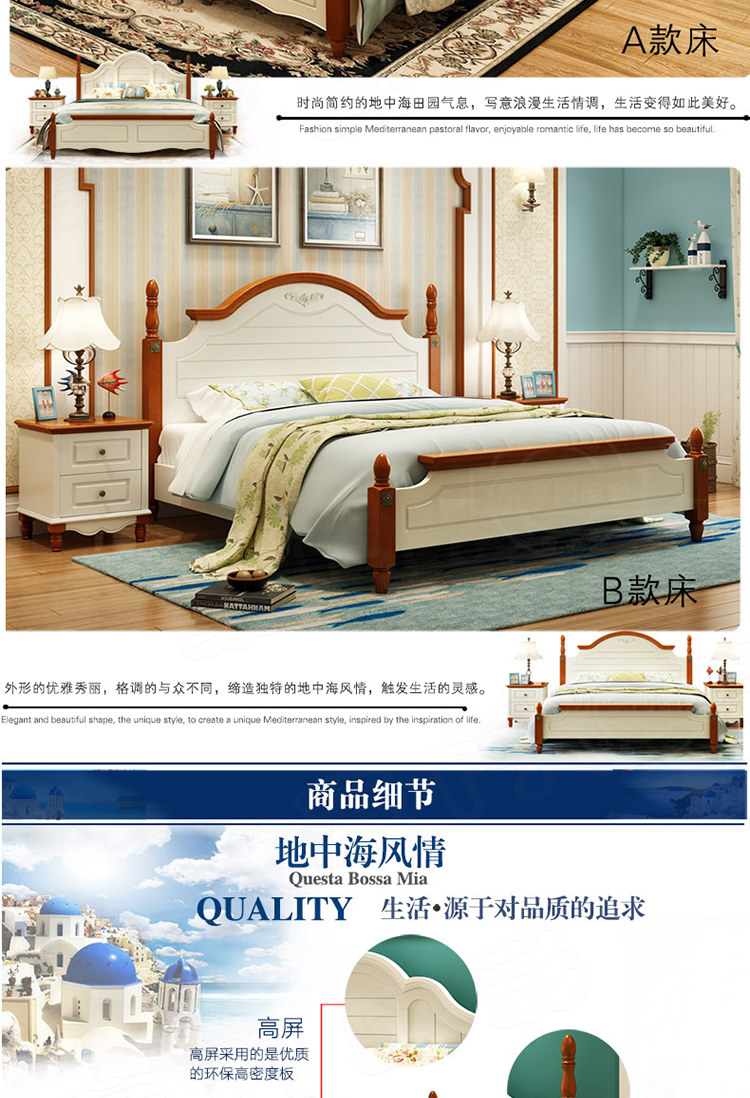 A款床
时尚简约的地中海田园气息，写意浪漫生活情调，生活变得如此美好。
Fashion simple Mediterranean pastoral flavor, enjoyable romantic life, life has become so beautiful.
KATTAHKAM
B款床
外形的优雅秀丽，格调的与众不同，缔造独特的地中海风情，触发生活的灵感。
Elegant and beautiful shape, the unique style, to create a unique Mediterranean style, inspired by the inspiration of life.
商品细节
地中海风情
Questa Bossa Mia
QUALITY 生活•源于对品质的追求
高屏
高屏采用的是优质
的环保高密度板